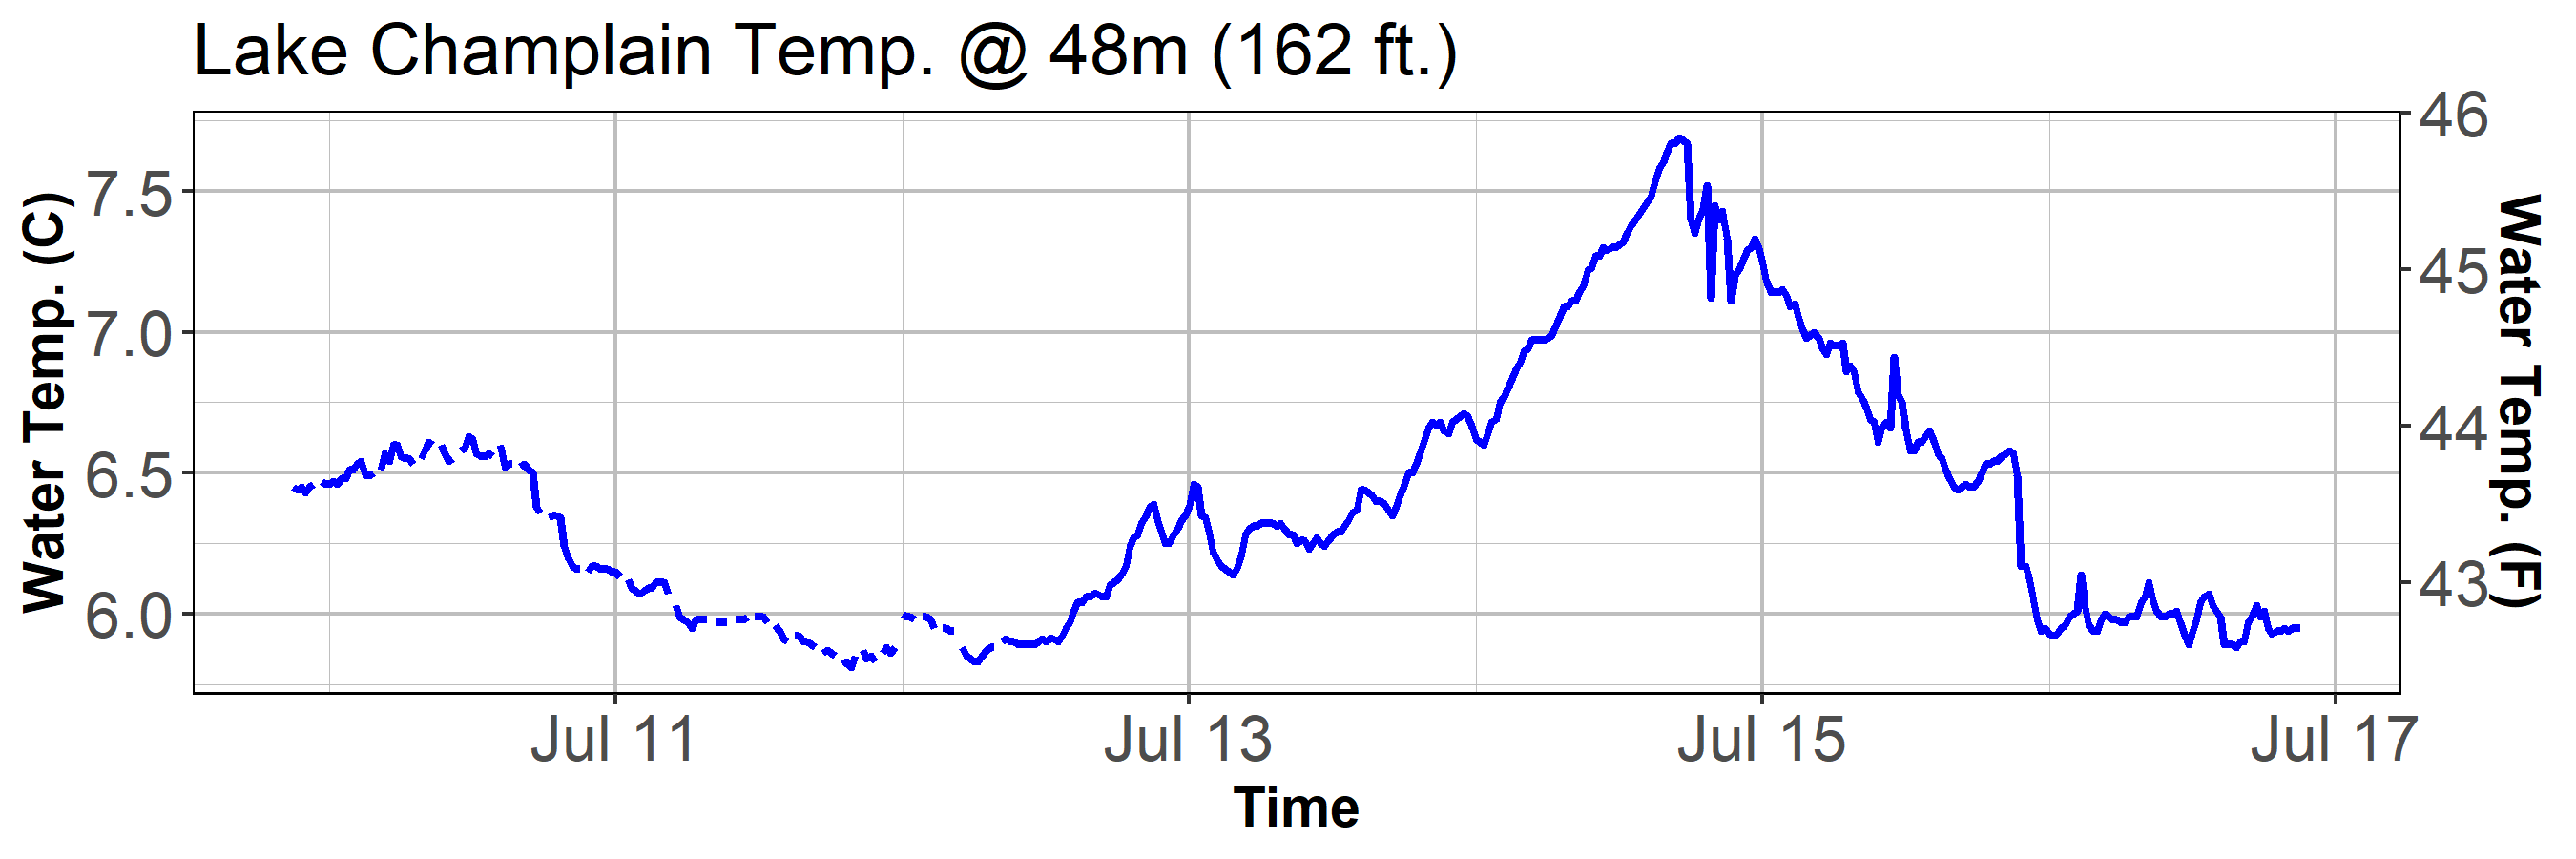 Lake Champlain Temp. @ 48m (162 ft.)
Water Temp. (C)
7.5
7.0
6.5
6.0
46
45
44
43
Water Temp. (F)
Jul 11
Jul 13
Jul 15
Jul 17
Time